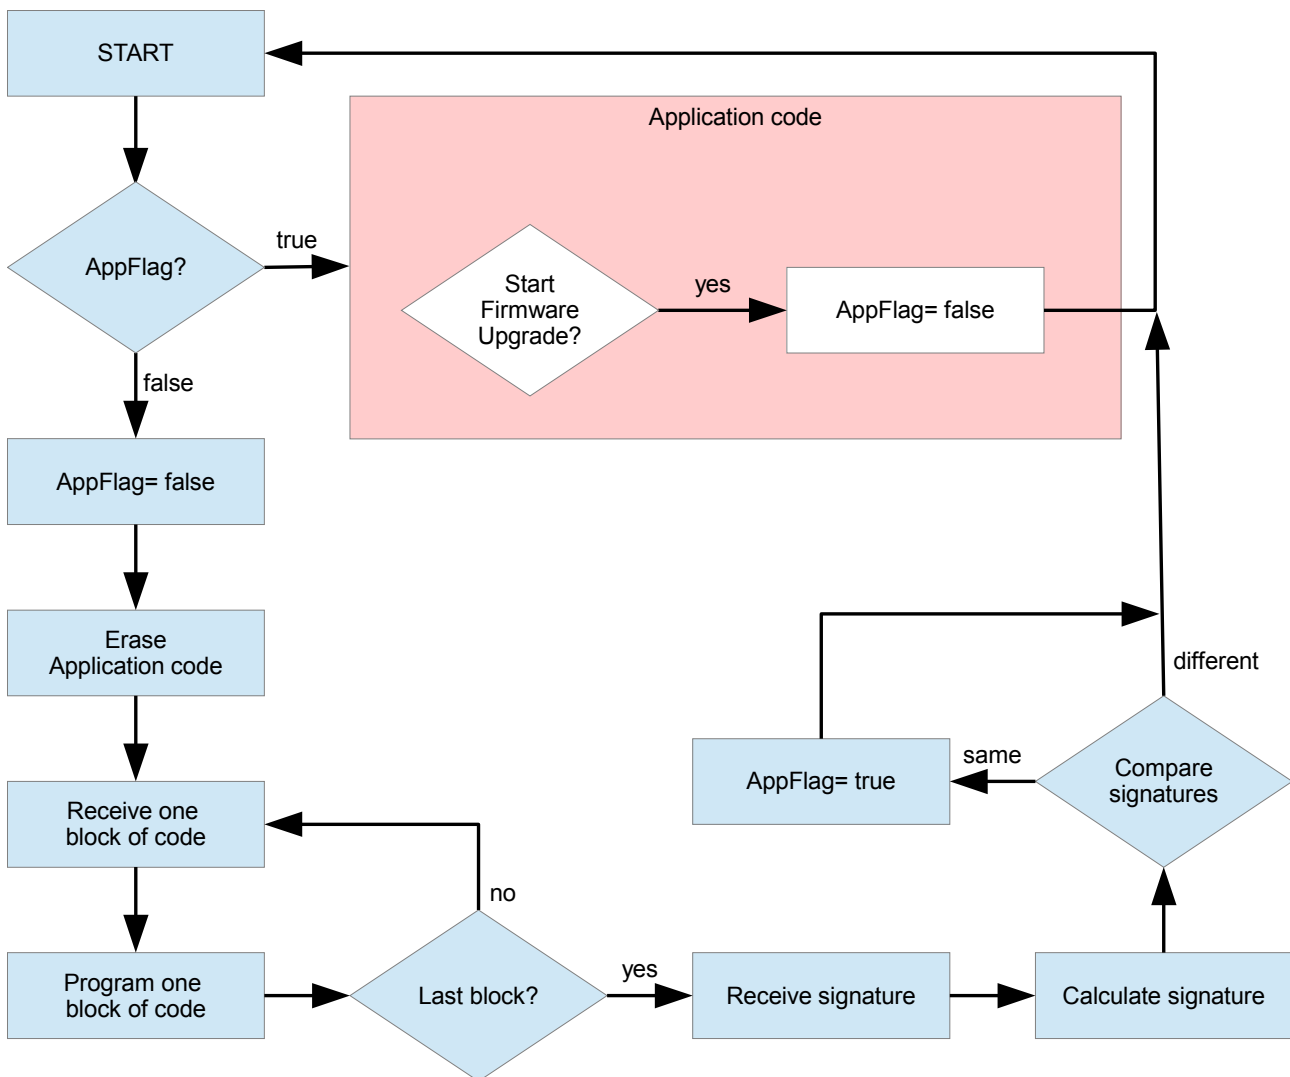 START
Application code
AppFlag?
true
Start
Firmware
Upgrade?
yes
AppFlag= false
false
AppFlag= false
Erase
Application code
different
Receive one
block of code
AppFlag= true
same
Compare
signatures
no
Program one
block of code
Last block?
yes
Receive signature
Calculate signature